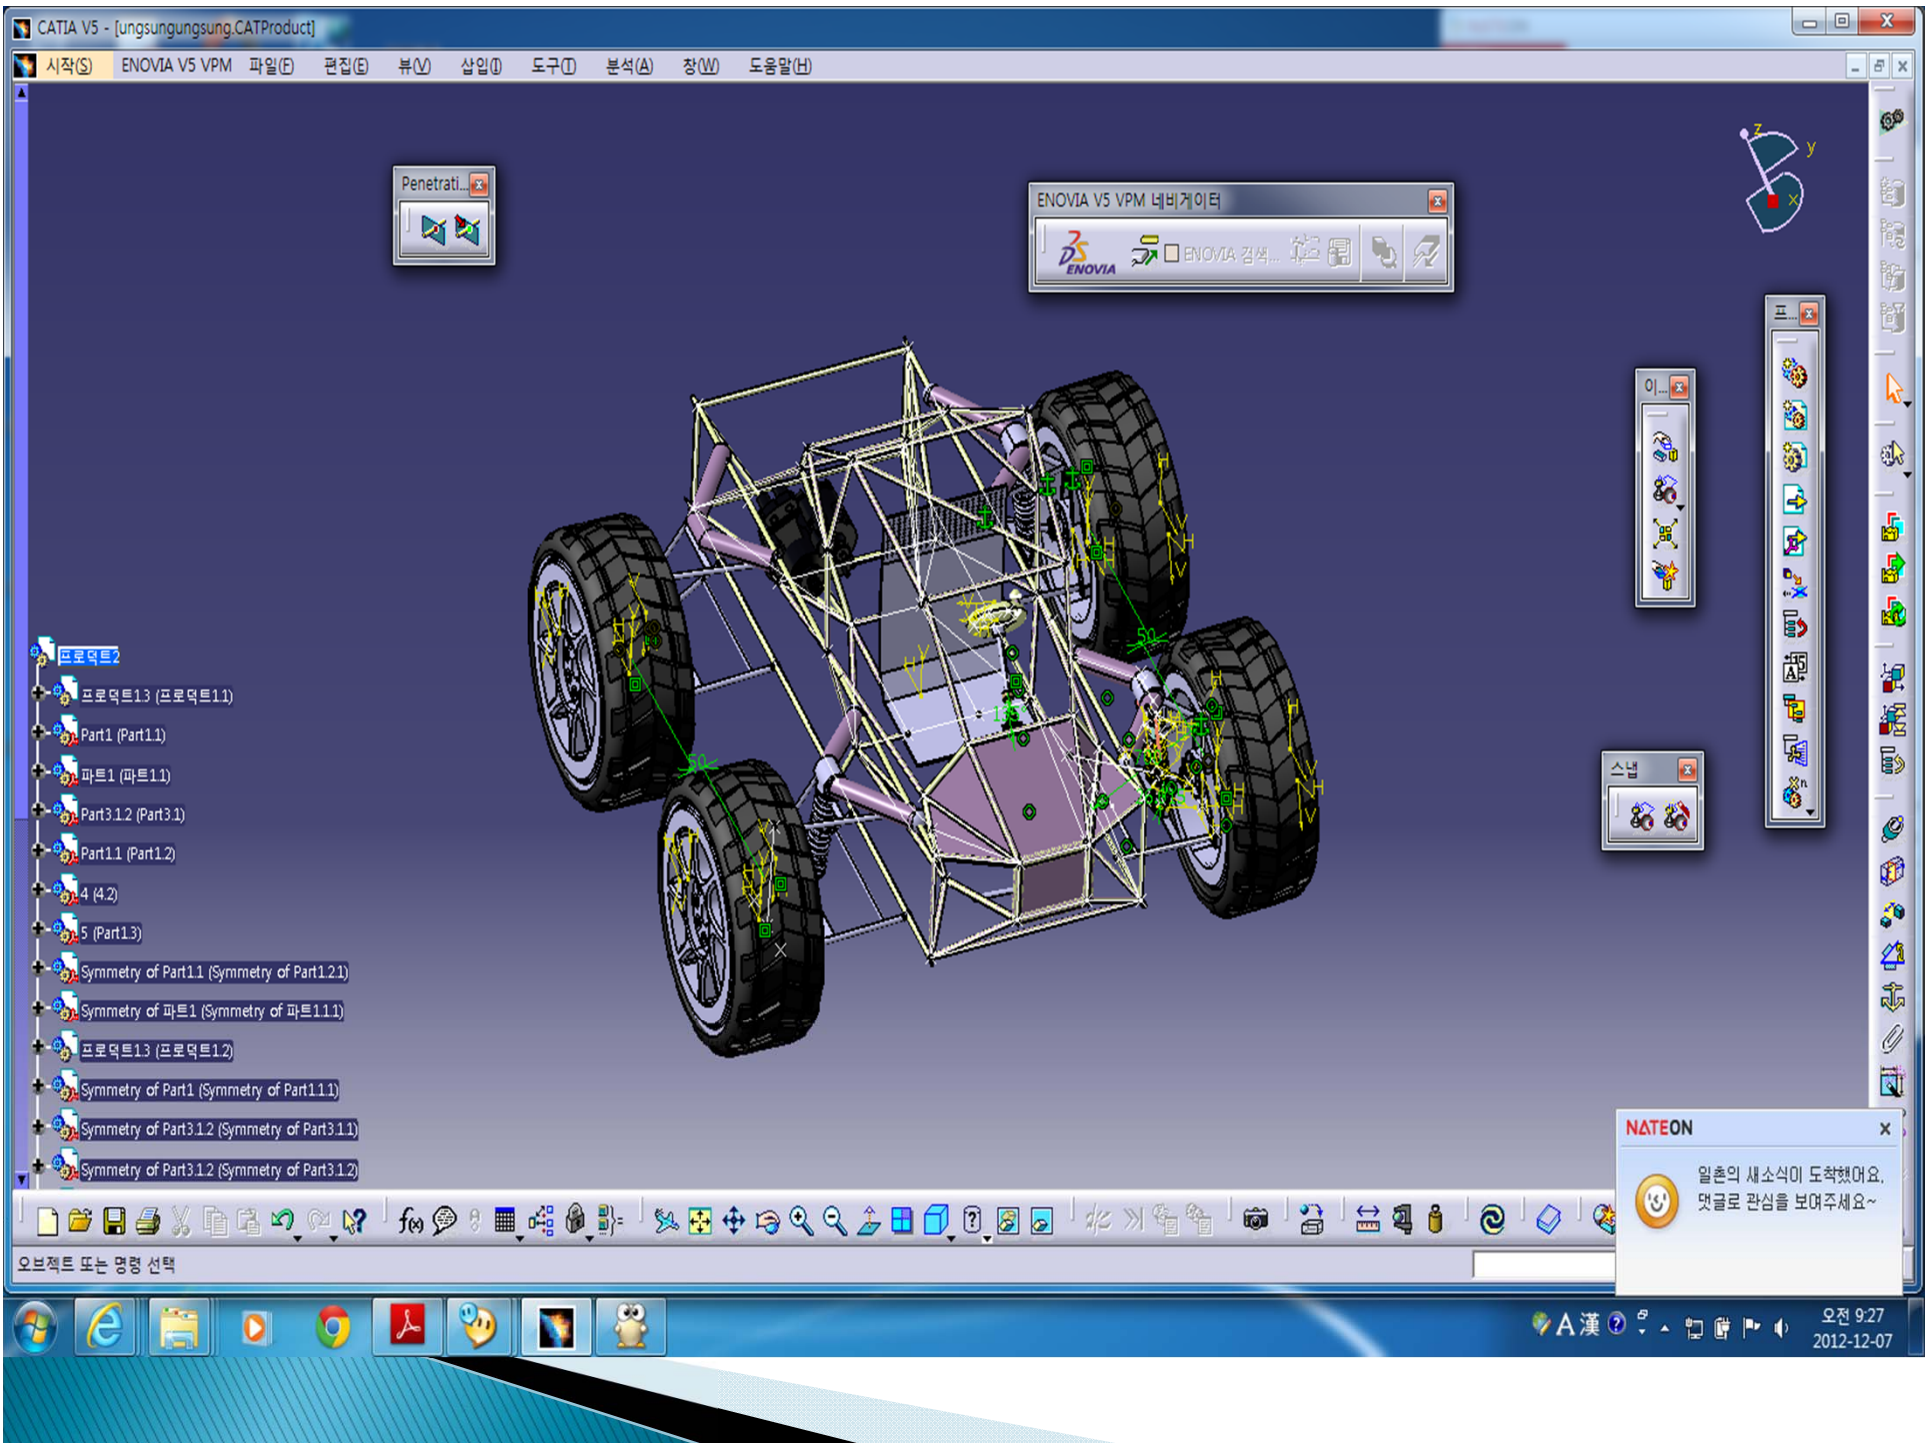 CATIA V5 - [ungsungungsung.CATProduct]
시작(S) ENOVIA V5 VPM 파일(F) 편집(E) 뷰(V) 삽입(I) 도구(T) 분석(A) 창(W) 도움말(H)
Penetrati...
ENOVIA V5 VPM 네비게이터
ENOVIA
ENOVIA 검색...
z
y
x
프...
이...
스냅
50
50
프로덕트2
프로덕트1.3 (프로덕트1.1)
Part1 (Part1.1)
파트1 (파트1.1)
Part3.1.2 (Part3.1)
Part1.1 (Part1.2)
4 (4.2)
5 (Part1.3)
Symmetry of Part1.1 (Symmetry of Part1.2.1)
Symmetry of 파트1 (Symmetry of 파트1.1.1)
프로덕트1.3 (프로덕트1.2)
Symmetry of Part1 (Symmetry of Part1.1.1)
Symmetry of Part3.1.2 (Symmetry of Part3.1.1)
Symmetry of Part3.1.2 (Symmetry of Part3.1.2)
NATEON
일촌의 새소식이 도착했어요.
댓글로 관심을 보여주세요~
f(x)
오브젝트 또는 명령 선택
A 漢
오전 9:27
2012-12-07